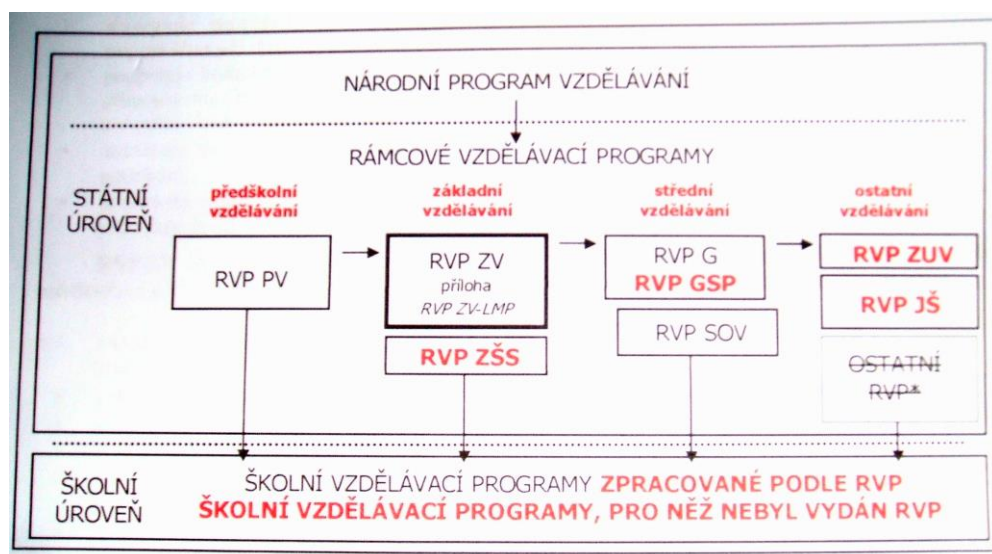 NÁRODNÍ PROGRAM VZDĚLÁVÁNÍ
RÁMCOVÉ VZDĚLÁVACÍ PROGRAMY
STÁTNÍ
ÚROVEŇ
předškolní
vzdělávání
základní
vzdělávání
střední
vzdělávání
ostatní
vzdělávání
RVP PV
RVP ZV
příloha
RVP ZV-LMP
RVP ZŠS
RVP G
RVP GSP
RVP SOV
RVP ZUV
RVP JŠ
OSTATNÍ
RVP*
ŠKOLNÍ
ÚROVEŇ
ŠKOLNÍ VZDĚLÁVACÍ PROGRAMY ZPRACOVANÉ PODLE RVP
ŠKOLNÍ VZDĚLÁVACÍ PROGRAMY, PRO NĚŽ NEBYL VYDÁN RVP